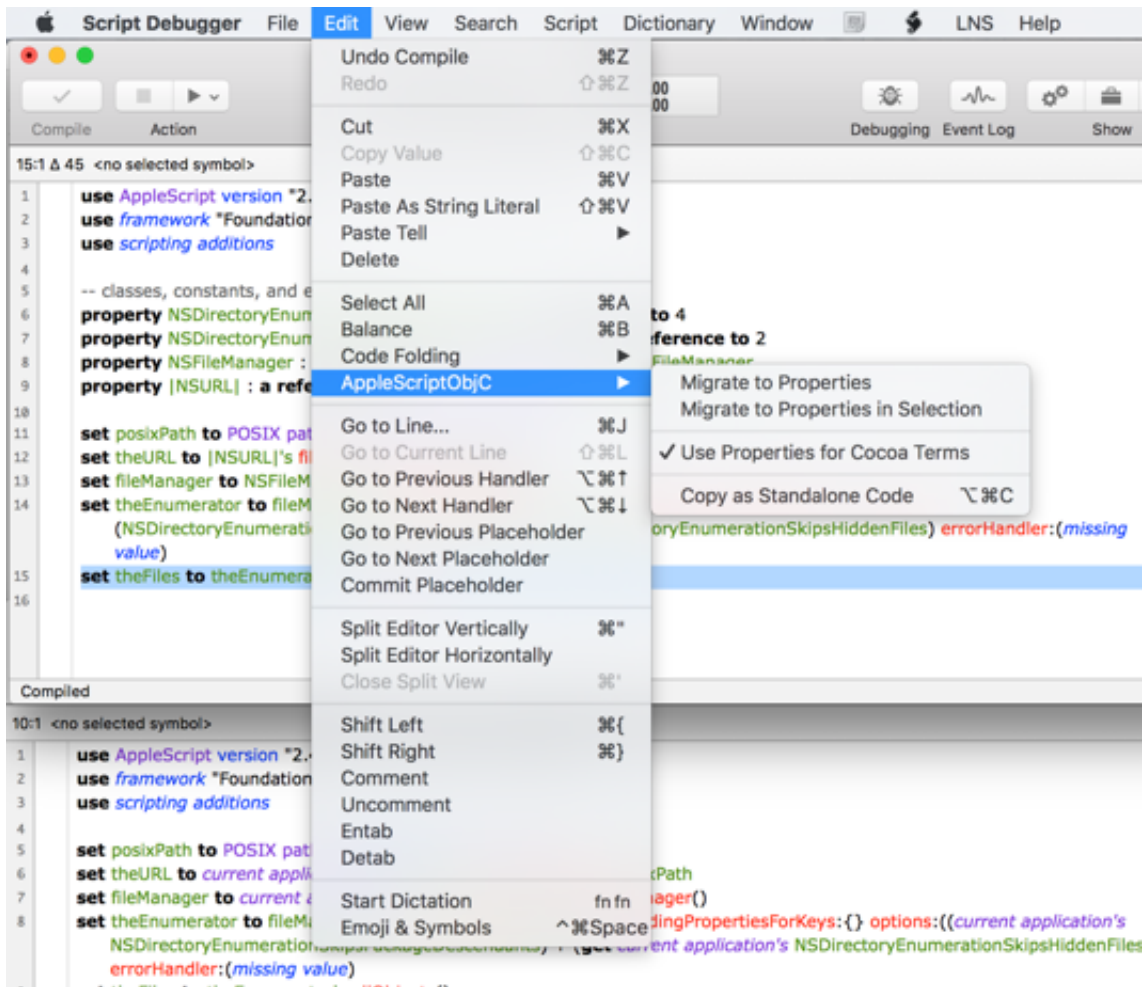 Script Debugger File Edit View Search Script Dictionary Window LNS Help
Compile Action Debugging Event Log Show
15:1 Δ 45 <no selected symbol>
1 use AppleScript version "2.
2 use framework "Foundation
3 use scripting additions
4
5 -- classes, constants, and e
6 property NSDirectoryEnum to 4
7 property NSDirectoryEnum ference to 2
8 property NSFileManager : FileManager
9 property |NSURL| : a refe
10
11 set posixPath to POSIX pat
12 set theURL to |NSURL|'s fi
13 set fileManager to NSFileM
14 set theEnumerator to fileM
(NSDirectoryEnumerati oryEnumerationSkipsHiddenFiles) errorHandler:(missing
value)
15 set theFiles to theEnumera
16
Compiled
Undo Compile ⌘Z
Redo ⇧⌘Z
Cut ⌘X
Copy Value ⇧⌘C
Paste ⌘V
Paste As String Literal ⇧⌘V
Paste Tell ▶
Delete
Select All ⌘A
Balance ⌘B
Code Folding ▶
AppleScriptObjC ▶
Go to Line... ⌘J
Go to Current Line ⇧⌘L
Go to Previous Handler ⌥⌘↑
Go to Next Handler ⌥⌘↓
Go to Previous Placeholder
Go to Next Placeholder
Commit Placeholder
Split Editor Vertically ⌘"
Split Editor Horizontally
Close Split View ⌘'
Shift Left ⌘{
Shift Right ⌘}
Comment
Uncomment
Entab
Detab
Start Dictation fn fn
Emoji & Symbols ^⌘Space
Migrate to Properties
Migrate to Properties in Selection
✓ Use Properties for Cocoa Terms
Copy as Standalone Code ⌥⌘C
10:1 <no selected symbol>
1 use AppleScript version "2.
2 use framework "Foundation
3 use scripting additions
4
5 set posixPath to POSIX pat
6 set theURL to current appli xPath
7 set fileManager to current a ager()
8 set theEnumerator to fileMa dingPropertiesForKeys:{} options:((current application's
errorHandler:(missing value)